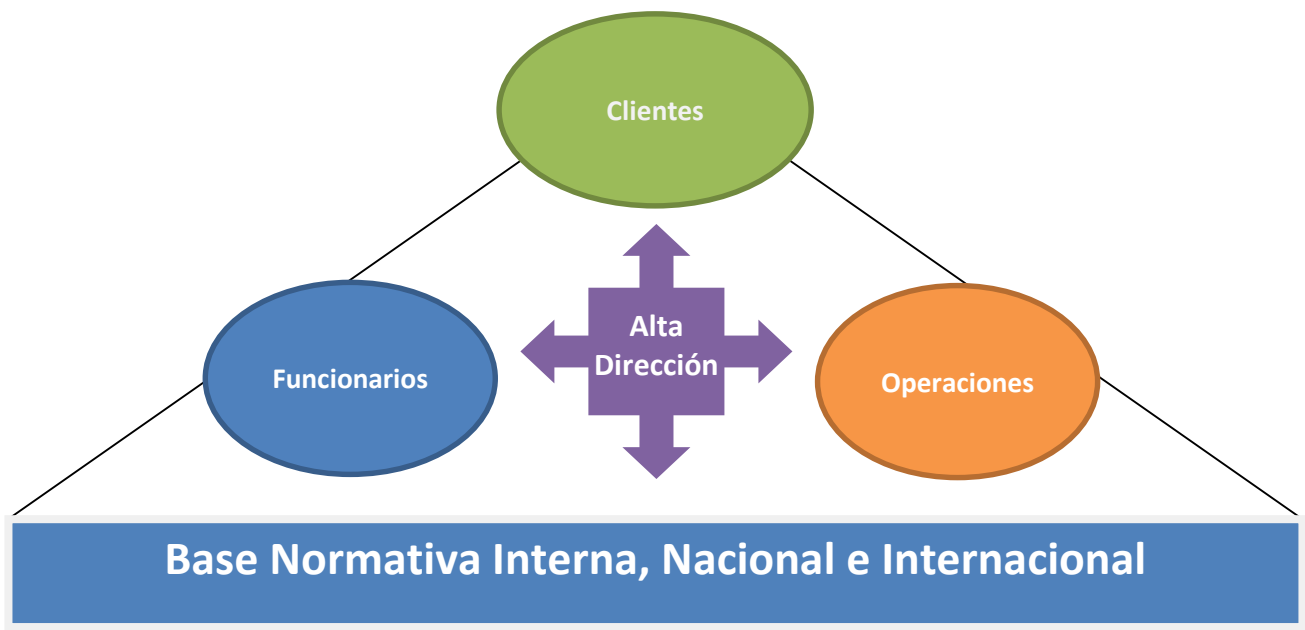 Clientes
Alta
Dirección
Funcionarios
Operaciones
Base Normativa Interna, Nacional e Internacional